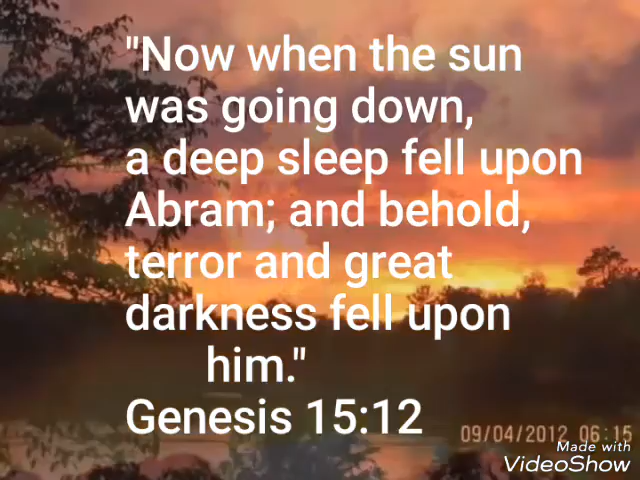 "Now when the sun
was going down,
a deep sleep fell upon
Abram; and behold,
terror and great
darkness fell upon
him."
Genesis 15:12
09/04/2012 06:15
Made with
VideoShow